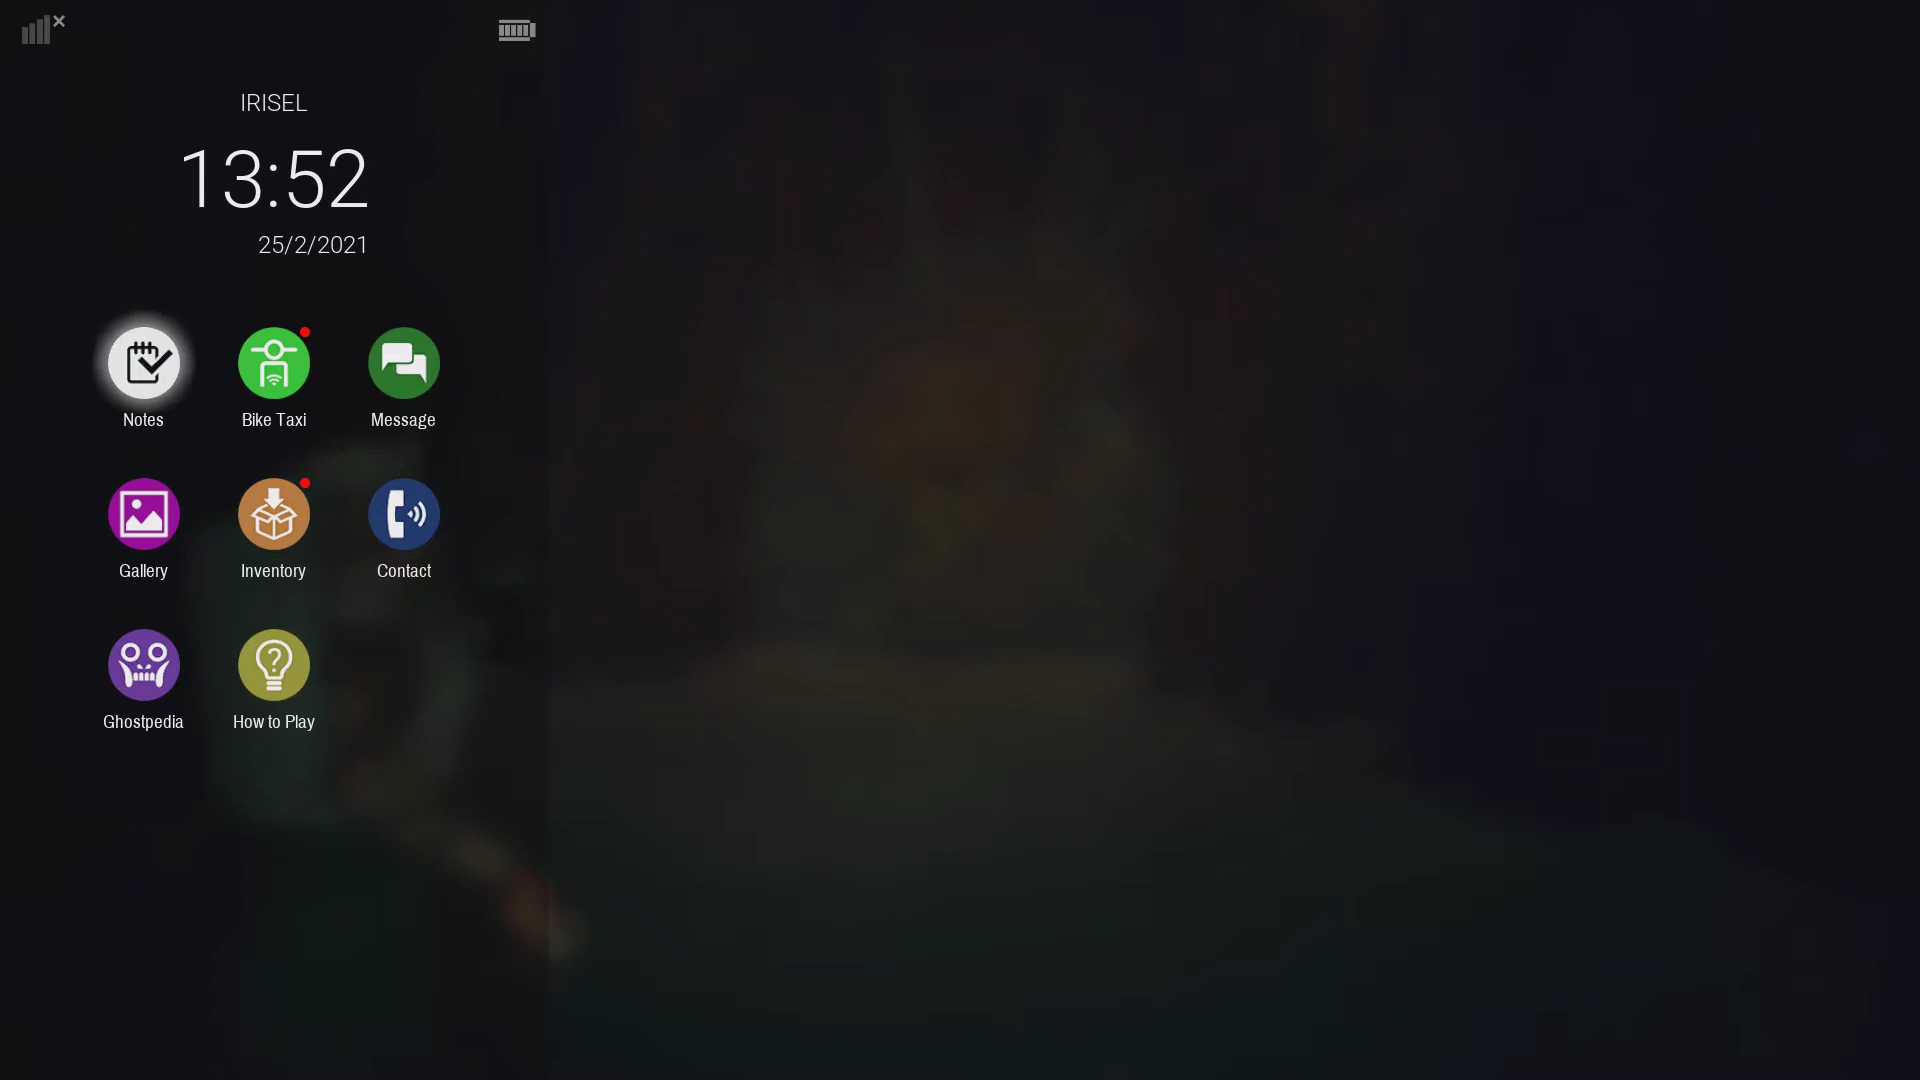 IRISEL
13:52
25/2/2021
Notes
Bike Taxi
Message
Gallery
Inventory
Contact
Ghostpedia
How to Play